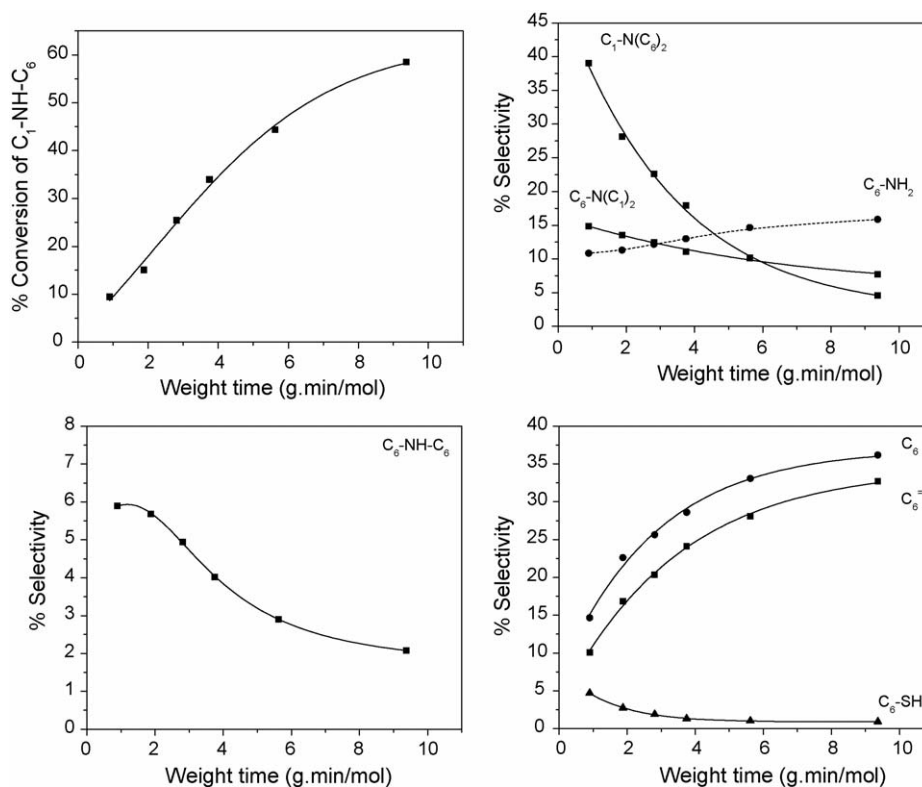 % Conversion of C₁-NH-C₆
60
50
40
30
20
10
0
0 2 4 6 8 10
Weight time (g.min/mol)
% Selectivity
45
40
35
30
25
20
15
10
5
0
C₁-N(C₆)₂
C₆-N(C₁)₂
C₆-NH₂
0 2 4 6 8 10
Weight time (g.min/mol)
% Selectivity
8
7
6
5
4
3
2
1
0
C₆-NH-C₆
0 2 4 6 8 10
Weight time (g.min/mol)
% Selectivity
40
35
30
25
20
15
10
5
0
C₆
C₆⁼
C₆-SH
0 2 4 6 8 10
Weight time (g.min/mol)